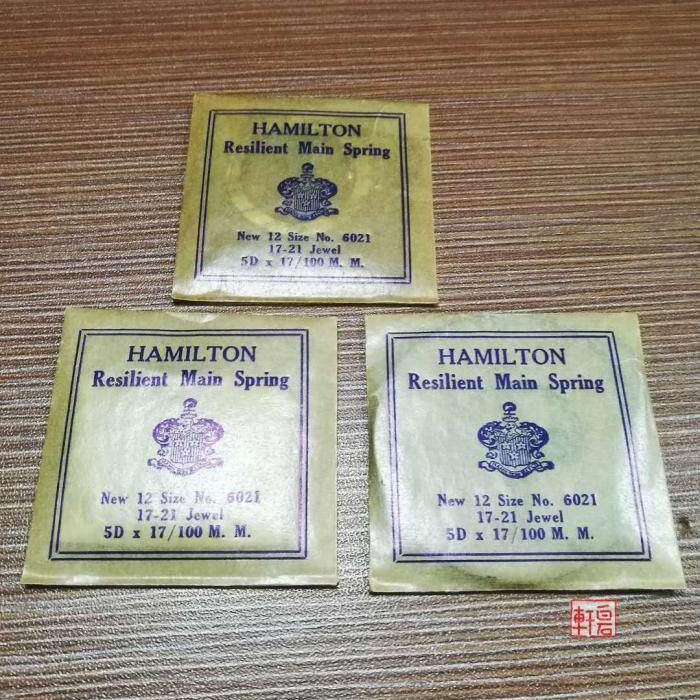 HAMILTON
Resilient Main Spring
New 12 Size No. 6021
17-21 Jewel
5D x 17/100 M. M.
HAMILTON
Resilient Main Spring
New 12 Size No. 6021
17-21 Jewel
5D x 17/100 M. M.
HAMILTON
Resilient Main Spring
New 12 Size No. 6021
17-21 Jewel
5D x 17/100 M. M.